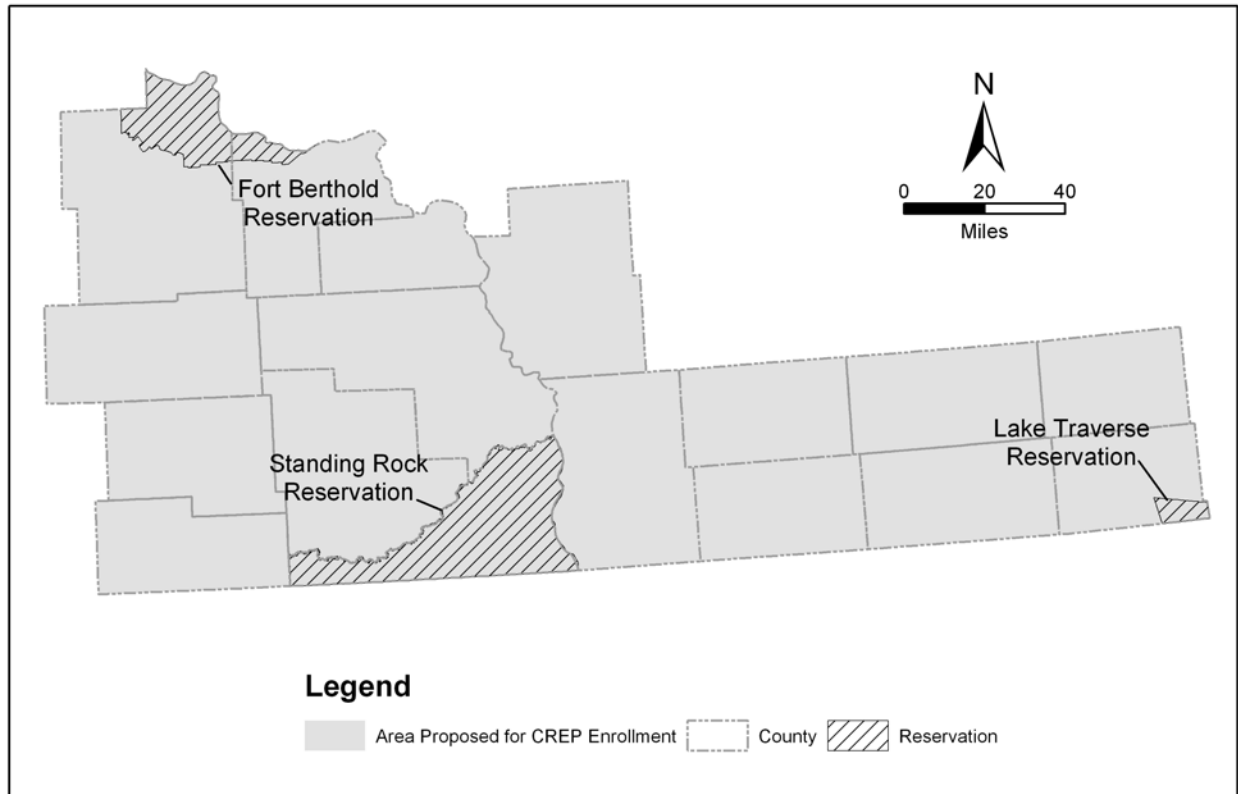 N
0 20 40
Miles
Fort Berthold
Reservation
Standing Rock
Reservation
Lake Traverse
Reservation
Legend
Area Proposed for CREP Enrollment County Reservation